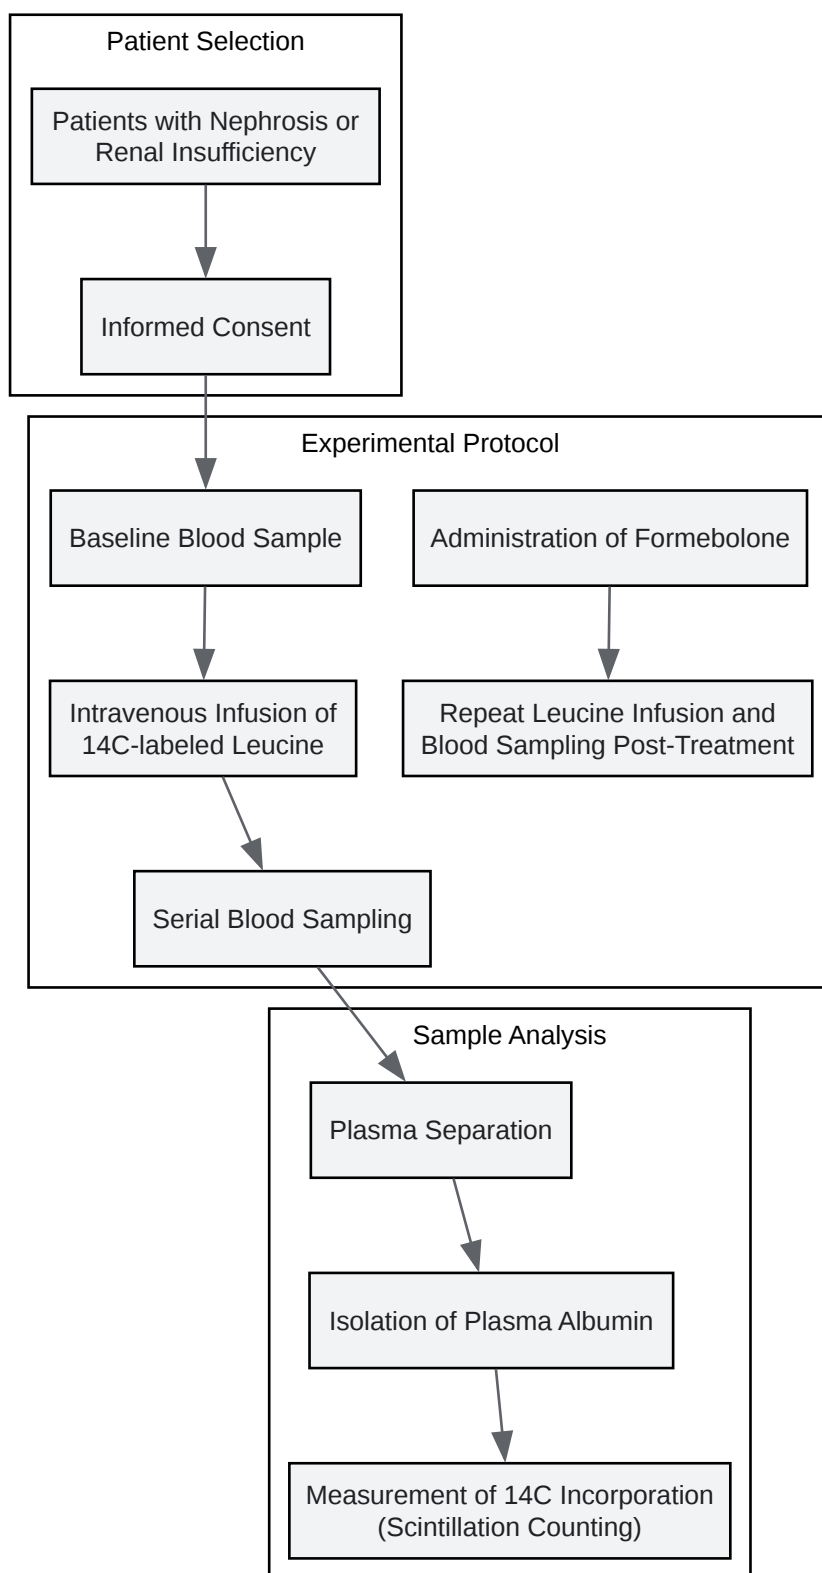 Patient Selection
Patients with Nephrosis or
Renal Insufficiency
Informed Consent
Experimental Protocol
Baseline Blood Sample
Administration of Formebolone
Intravenous Infusion of
14C-labeled Leucine
Repeat Leucine Infusion and
Blood Sampling Post-Treatment
Serial Blood Sampling
Sample Analysis
Plasma Separation
Isolation of Plasma Albumin
Measurement of 14C Incorporation
(Scintillation Counting)